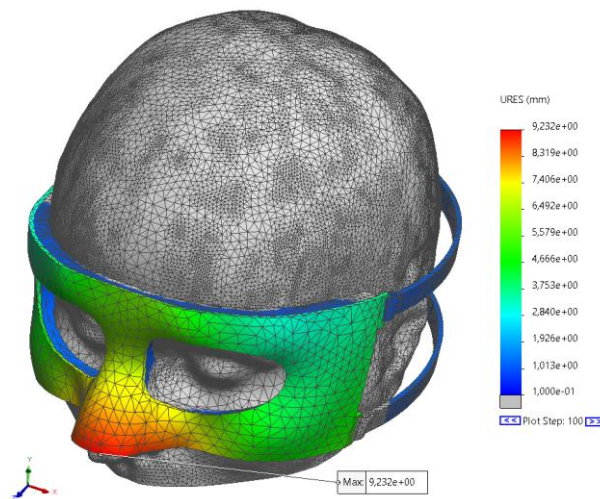 URES (mm)
9,232e+00
8,319e+00
7,406e+00
6,492e+00
5,579e+00
4,666e+00
3,753e+00
2,840e+00
1,926e+00
1,013e+00
1,000e-01
<< Plot Step: 100 >>
Max: 9,232e+00